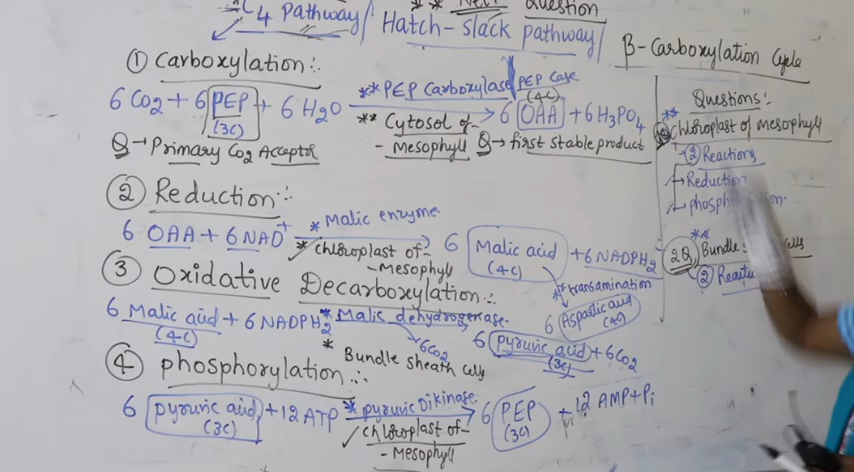 C4 Pathway/ Hatch-Slack pathway/
** NEET Question
β-Carboxylation Cycle
① Carboxylation:.
6 CO2 + 6 PEP (3C) + 6 H2O → 6 OAA (4C) + 6 H3PO4
** PEP Carboxylase / PEP Case
** Cytosol of-
- Mesophyll
Q → Primary CO2 Acceptor
Q → first stable product
② Reduction:.
6 OAA + 6 NAD+ → 6 Malic acid (4C) + 6 NADPH2
* Malic enzyme.
* Chloroplast of-
- Mesophyll
** transamination
6 Aspartic acid (4C)
③ Oxidative Decarboxylation:.
6 Malic acid (4C) + 6 NADPH2
* Malic dehydrogenase.
6CO2
6 Pyruvic acid (3C) + 6 CO2
* Bundle sheath cells
④ phosphorylation:.
6 pyruvic acid (3C) + 12 ATP → 6 PEP (3C) + 12 AMP + Pi
* pyruvic Dikinase.
✓ Chloroplast of-
- Mesophyll
Questions:-
** 1Q Chloroplast of mesophyll
→ ② Reactions
→ Reduction
→
** 2Q, Bundle
②